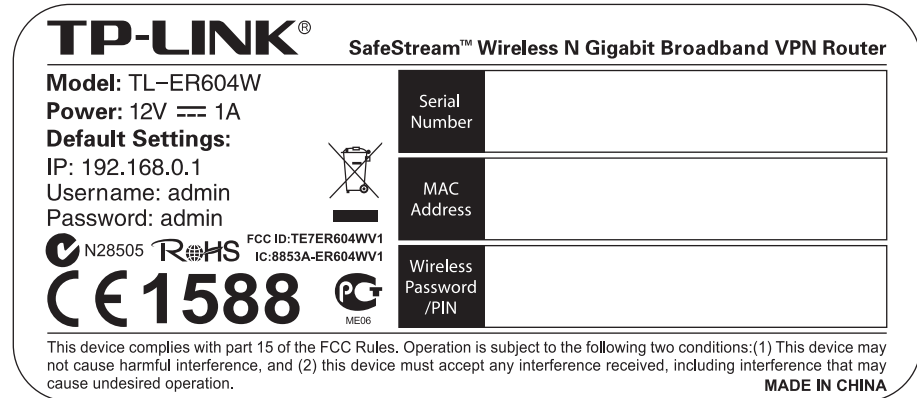 TP-LINK®
SafeStream™ Wireless N Gigabit Broadband VPN Router
Model: TL-ER604W
Power: 12V ⎓ 1A
Default Settings:
IP: 192.168.0.1
Username: admin
Password: admin
N28505 RoHS FCC ID:TE7ER604WV1
IC:8853A-ER604WV1
CE1588
PCT
ME06
Serial
Number
MAC
Address
Wireless
Password
/PIN
This device complies with part 15 of the FCC Rules. Operation is subject to the following two conditions:(1) This device may
not cause harmful interference, and (2) this device must accept any interference received, including interference that may
cause undesired operation.
MADE IN CHINA